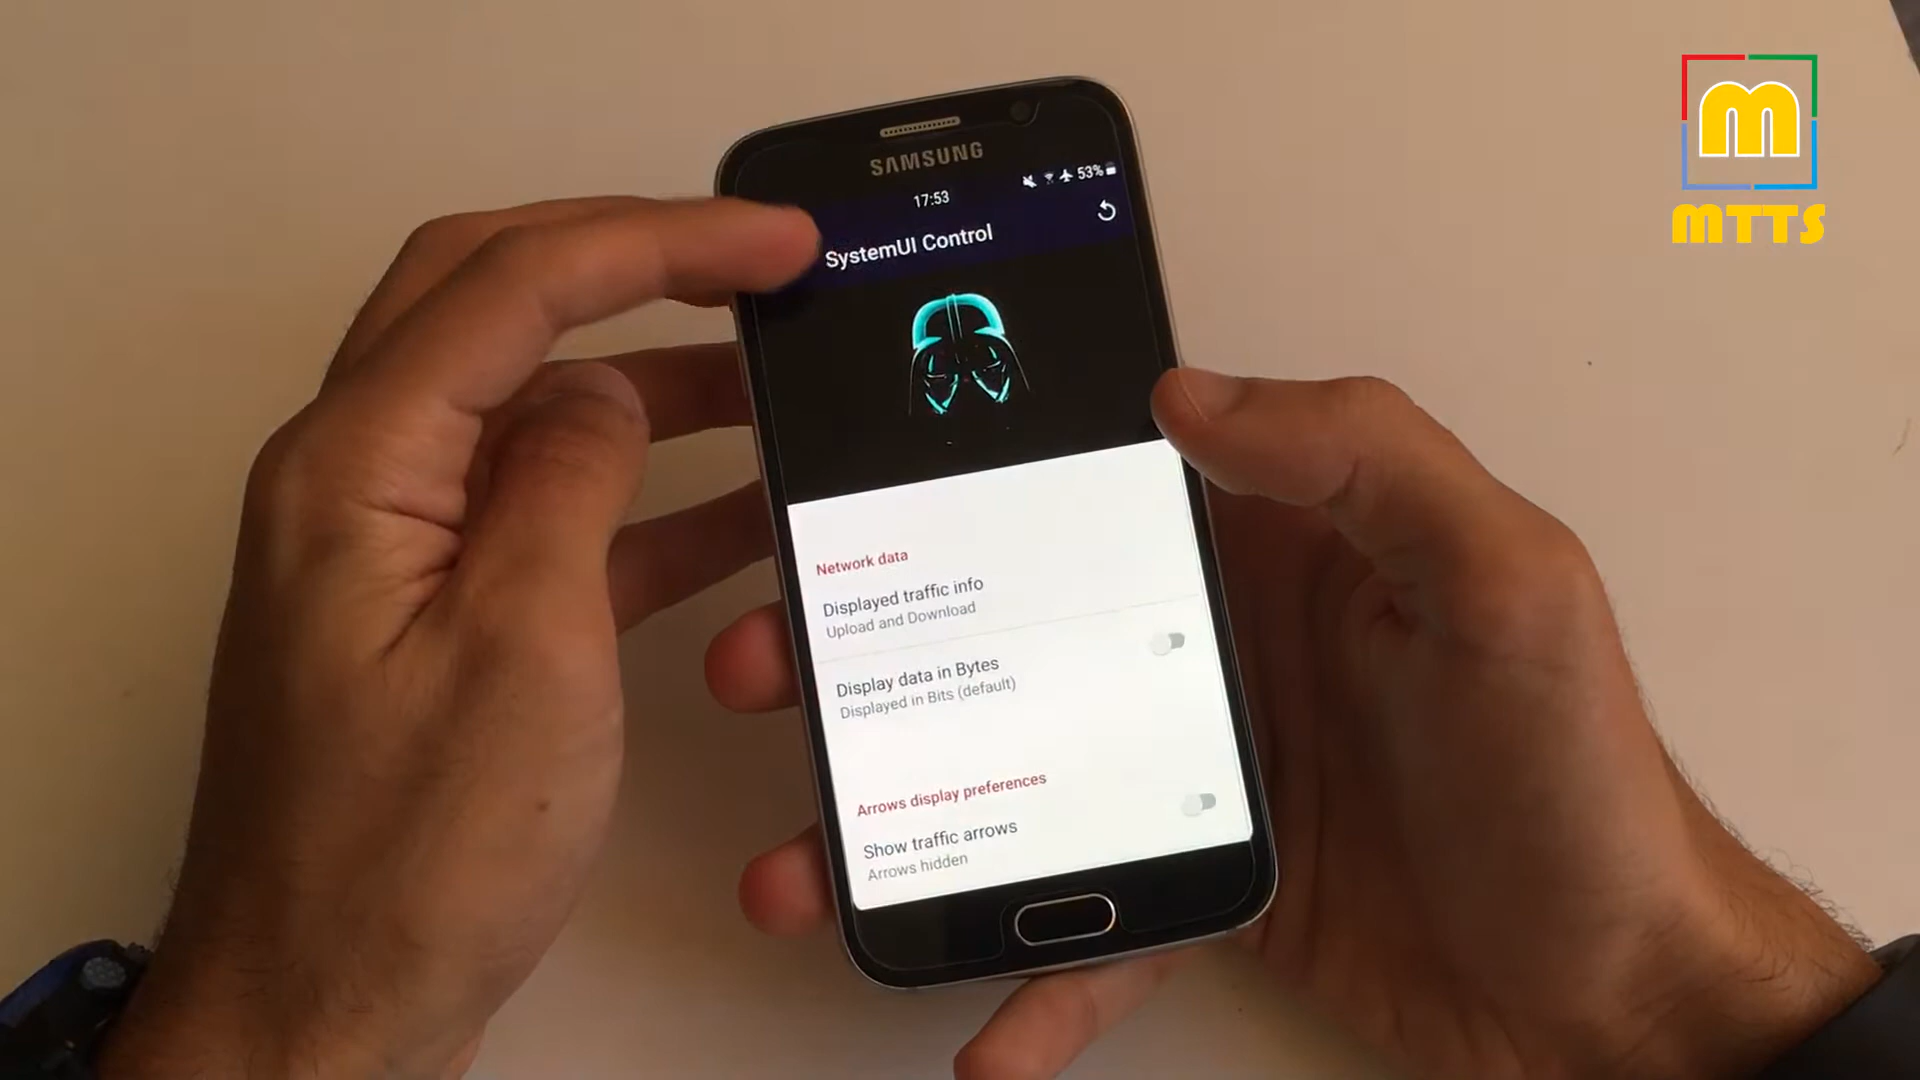 SAMSUNG
53%
17:53
SystemUI Control
Network data
Displayed traffic info
Upload and Download
Display data in Bytes
Displayed in Bits (default)
Arrows display preferences
Show traffic arrows
Arrows hidden
M
MTTS